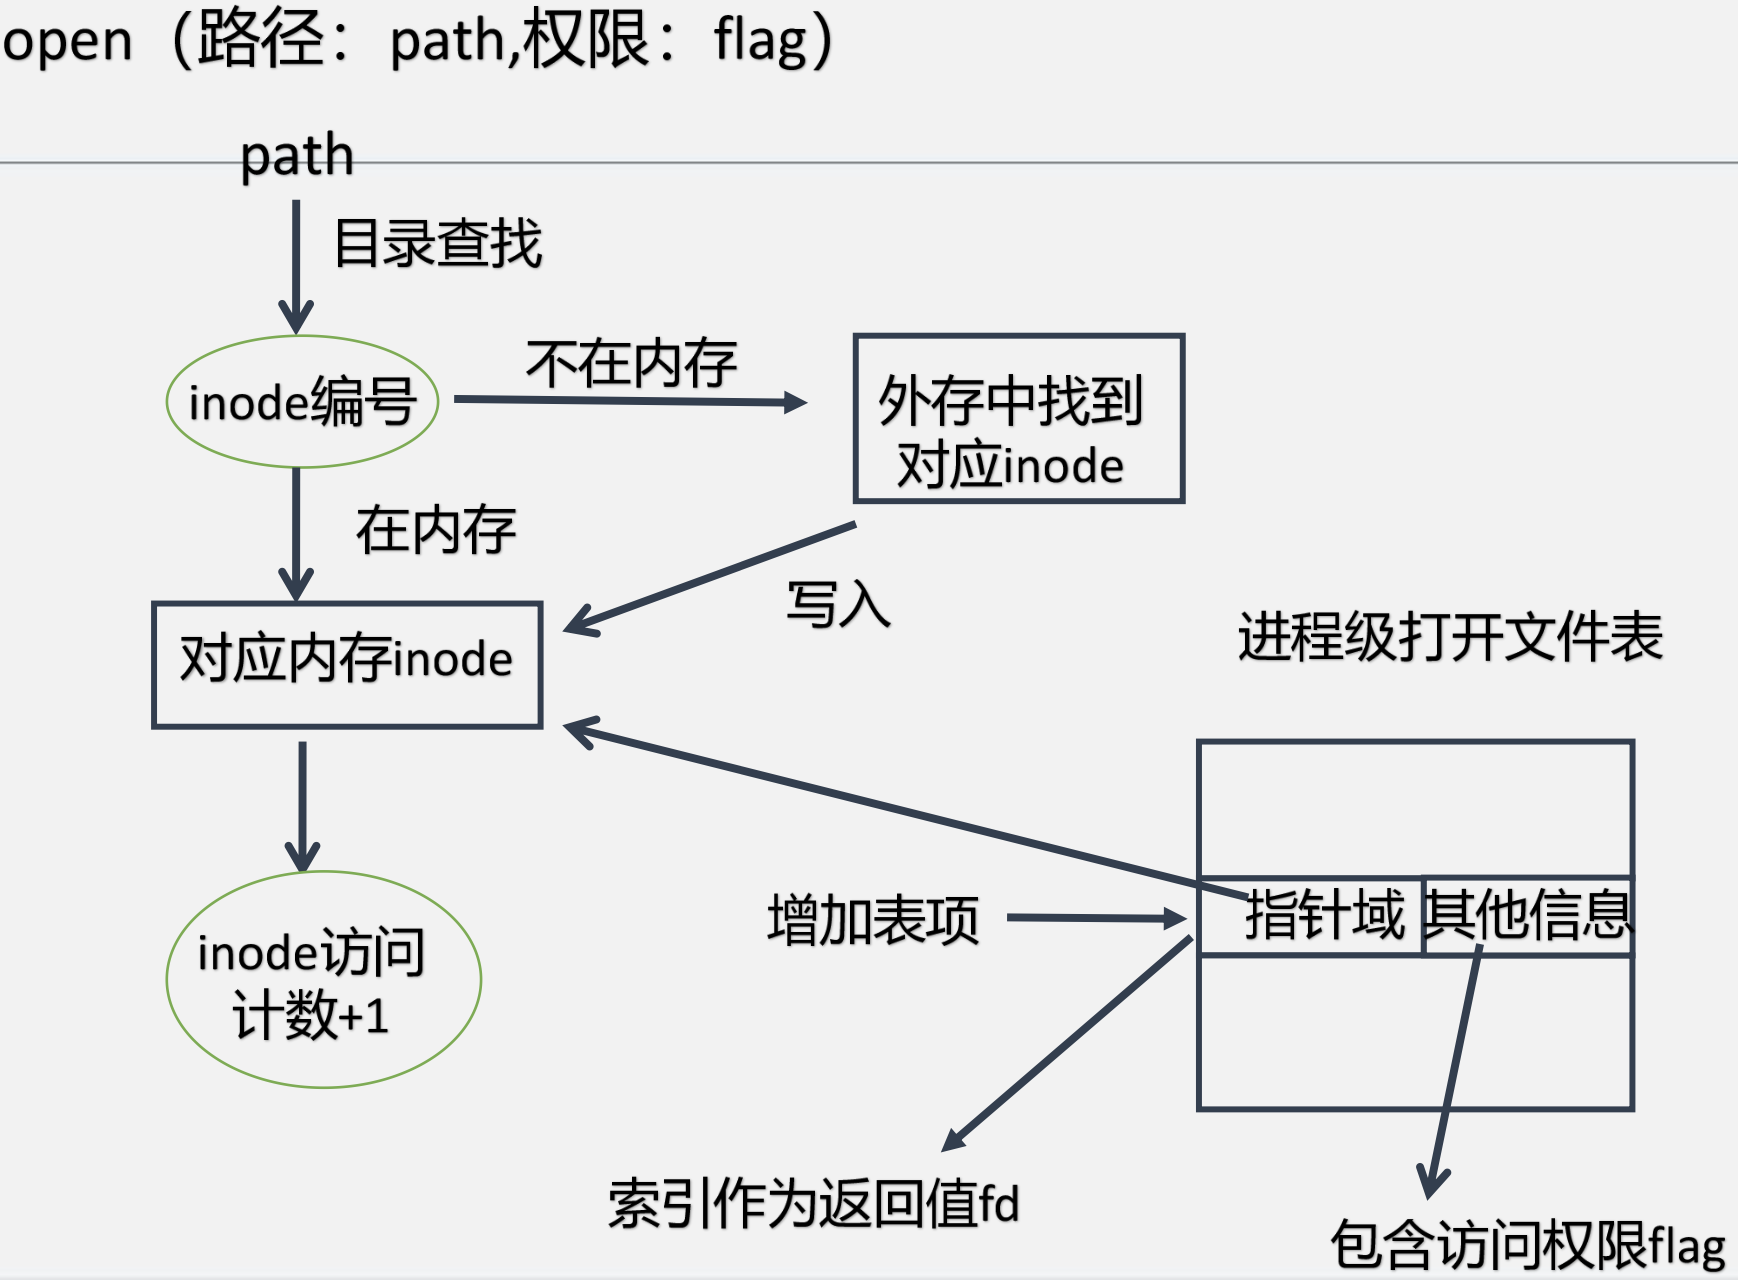 open（路径：path,权限：flag）
path
目录查找
不在内存
inode编号
外存中找到
对应inode
在内存
写入
对应内存inode
进程级打开文件表
增加表项
指针域
其他信息
inode访问
计数+1
索引作为返回值fd
包含访问权限flag